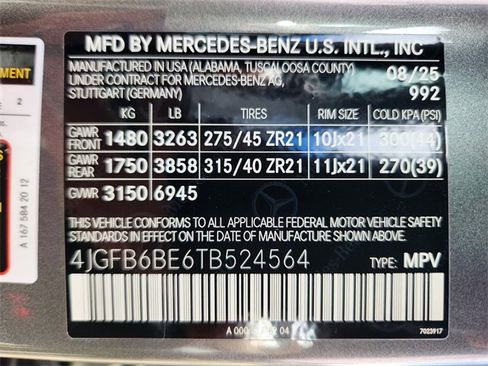 MFD BY MERCEDES-BENZ U.S. INTL., INC
MANUFACTURED IN USA (ALABAMA, TUSCALOOSA COUNTY) 08/25
UNDER CONTRACT FOR MERCEDES-BENZ AG, 992
STUTTGART (GERMANY)
KG LB TIRES RIM SIZE COLD KPA(PSI)
GAWR FRONT 1480 3263 275/45 ZR21 10Jx21 300(44)
GAWR REAR 1750 3858 315/40 ZR21 11Jx21 270(39)
GVWR 3150 6945
THIS VEHICLE CONFORMS TO ALL APPLICABLE FEDERAL MOTOR VEHICLE SAFETY
STANDARDS IN EFFECT ON THE DATE OF MANUFACTURE SHOWN ABOVE.
4JGFB6BE6TB524564 TYPE: MPV
A 000 04
7023917
2
A 167 584 20 12